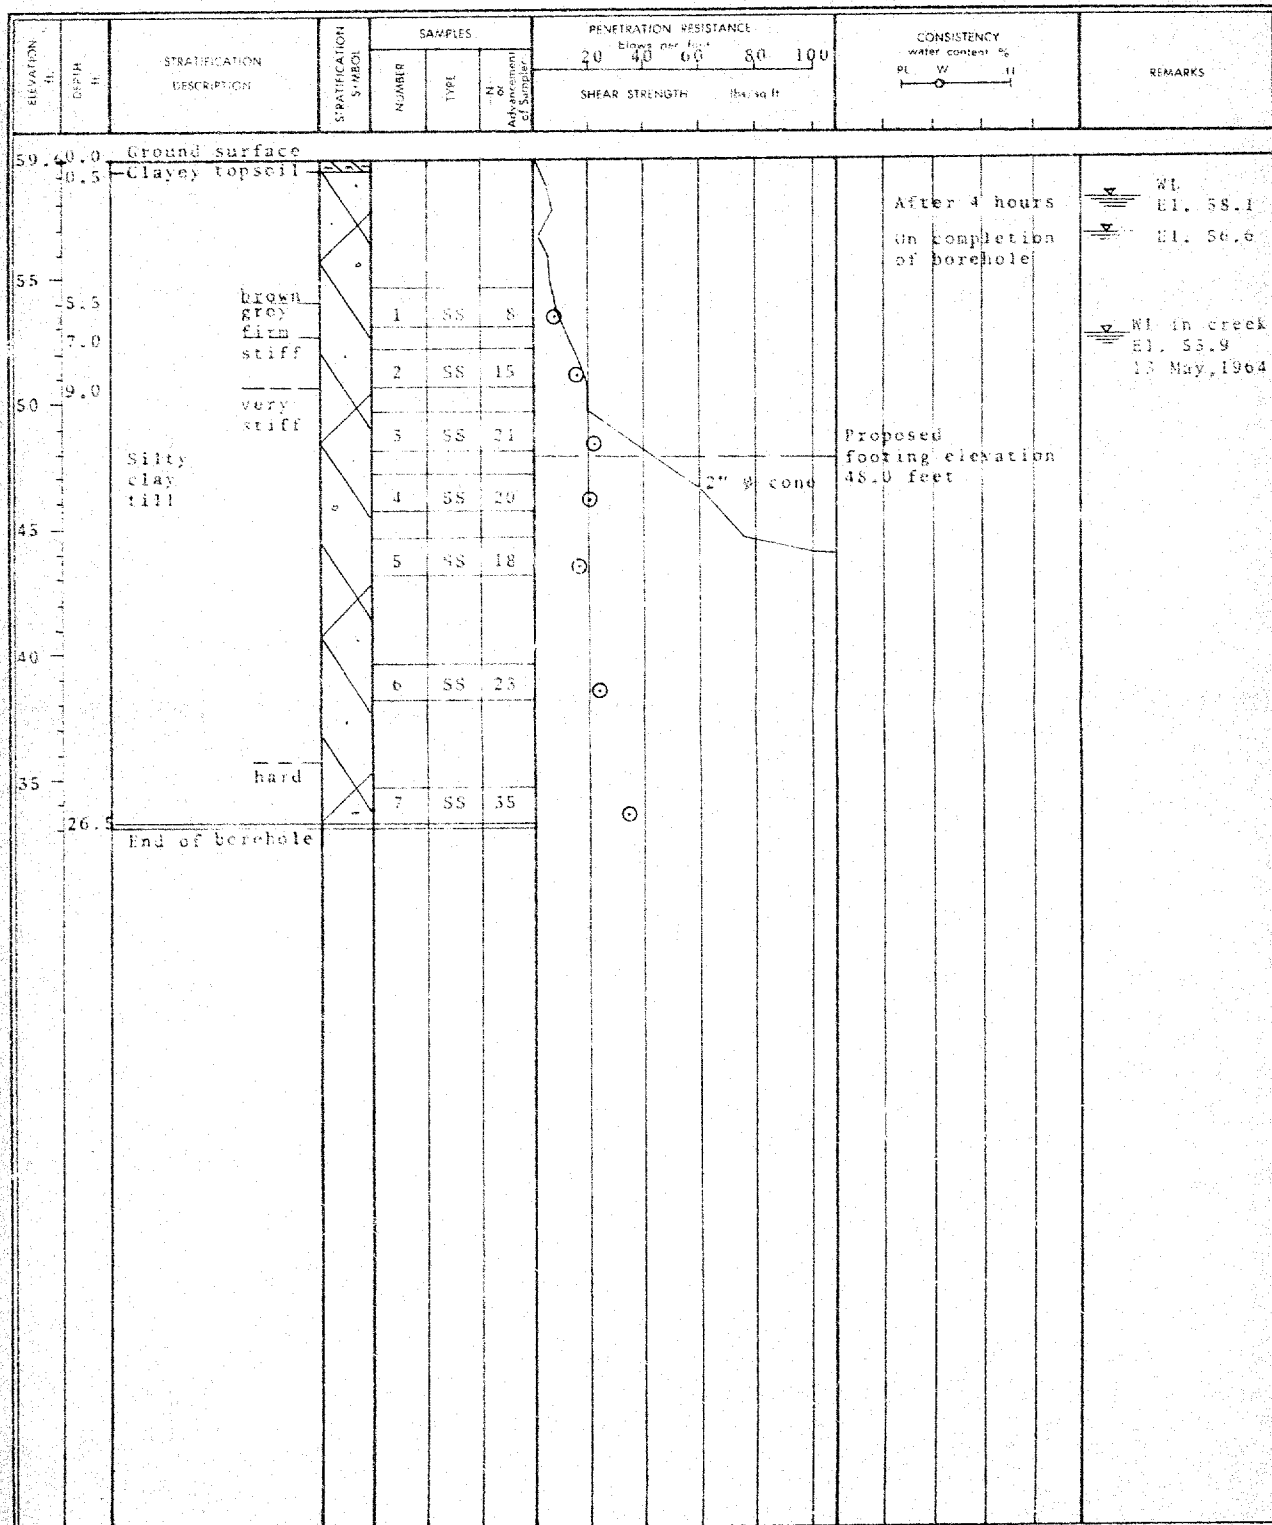 ELEVATION ft.
DEPTH ft
STRATIFICATION DESCRIPTION
STRATIFICATION SYMBOL
SAMPLES
NUMBER
TYPE
"N" or Advancement of Sampler
PENETRATION RESISTANCE
blows per foot
20 40 60 80 100
SHEAR STRENGTH lbs/sq ft
CONSISTENCY
water content %
PL W
REMARKS
0.0 Ground surface
0.5 Clayey topsoil
After 4 hours WL
El. 58.1
On completion El. 56.6
of borehole
55
brown
5.5
grey
1 SS 8
firm
7.0
stiff
WL in creek
El. 53.9
13 May, 1964
2 SS 15
9.0
50
very
stiff
3 SS 21
Proposed
footing elevation
48.0 feet
Silty
clay
till
2" ϕ cone
4 SS 20
45
5 SS 18
40
6 SS 23
hard
35
7 SS 35
26.5
End of borehole